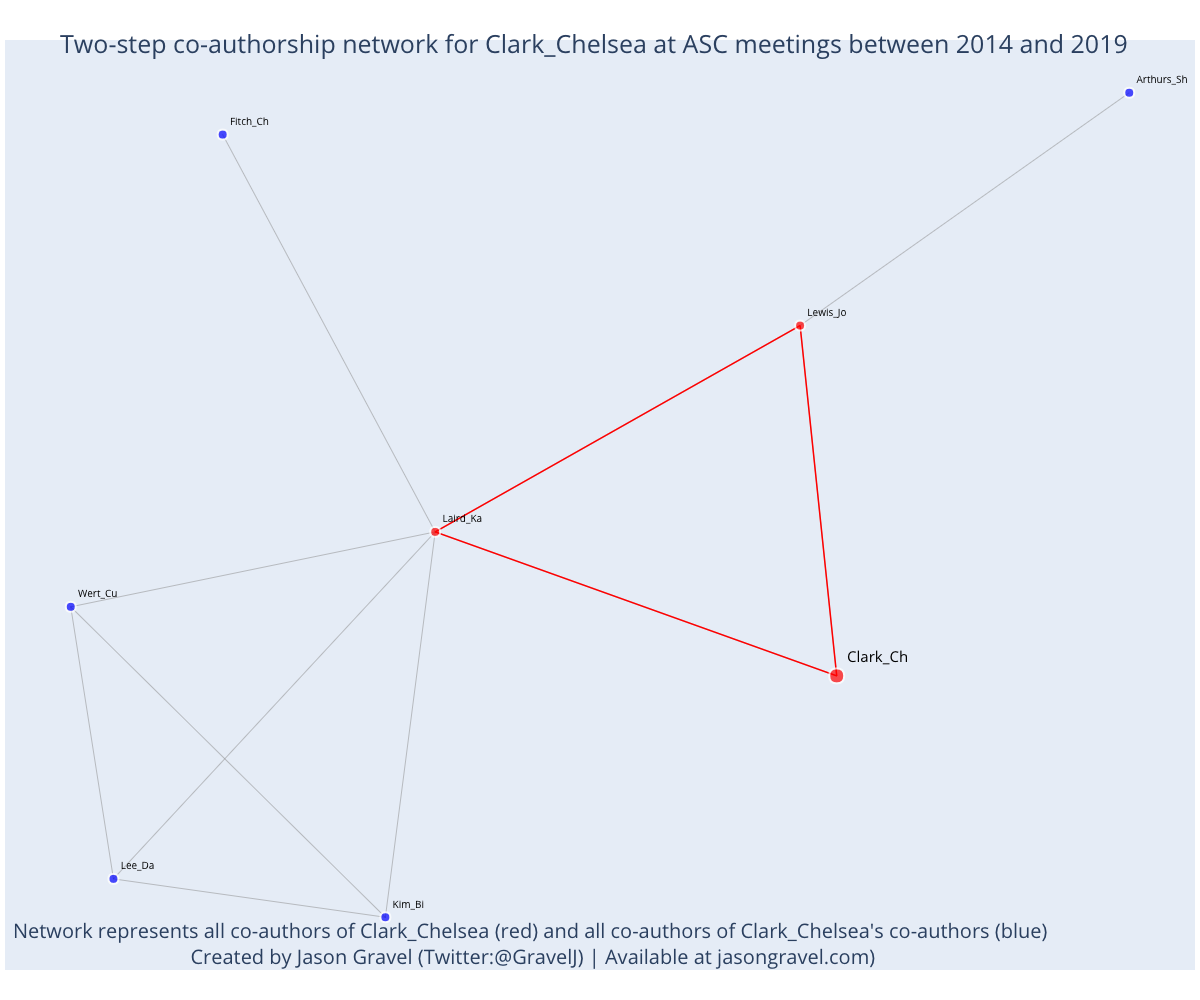 Two-step co-authorship network for Clark_Chelsea at ASC meetings between 2014 and 2019
Arthurs_Sh
Fitch_Ch
Lewis_Jo
Laird_Ka
Wert_Cu
Clark_Ch
Lee_Da
Kim_Bi
Network represents all co-authors of Clark_Chelsea (red) and all co-authors of Clark_Chelsea's co-authors (blue)
Created by Jason Gravel (Twitter:@GravelJ) | Available at jasongravel.com)